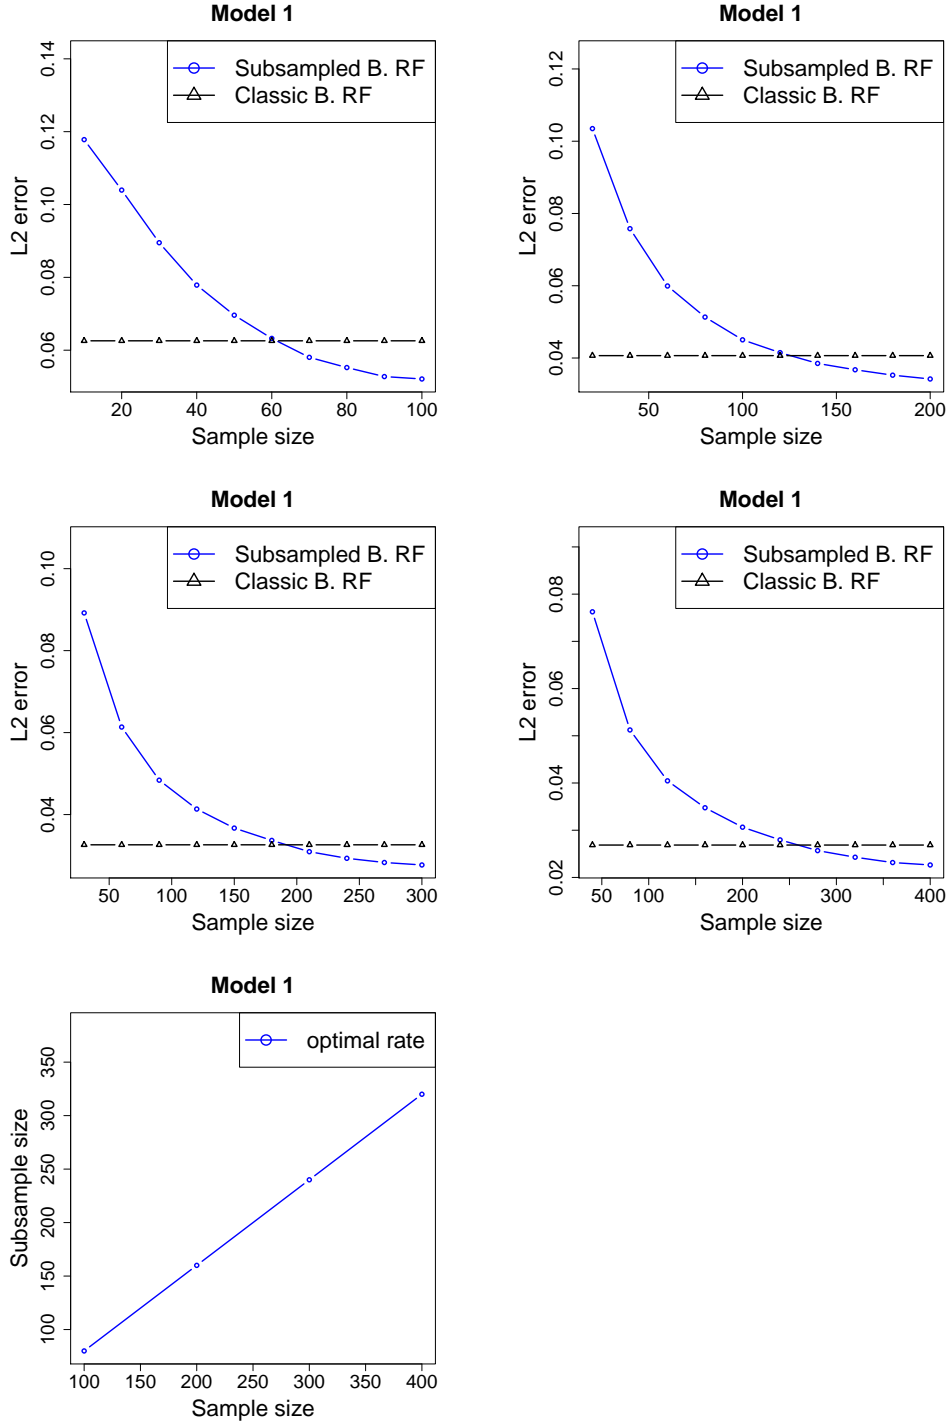 Model 1
Subsampled B. RF
Classic B. RF
L2 error
0.14
0.12
0.10
0.08
0.06
20 40 60 80 100
Sample size
Model 1
Subsampled B. RF
Classic B. RF
L2 error
0.12
0.10
0.08
0.06
0.04
50 100 150 200
Sample size
Model 1
Subsampled B. RF
Classic B. RF
L2 error
0.10
0.08
0.06
0.04
50 100 150 200 250 300
Sample size
Model 1
Subsampled B. RF
Classic B. RF
L2 error
0.08
0.06
0.04
0.02
50 100 200 300 400
Sample size
Model 1
optimal rate
Subsample size
350
300
250
200
150
100
100 150 200 250 300 350 400
Sample size